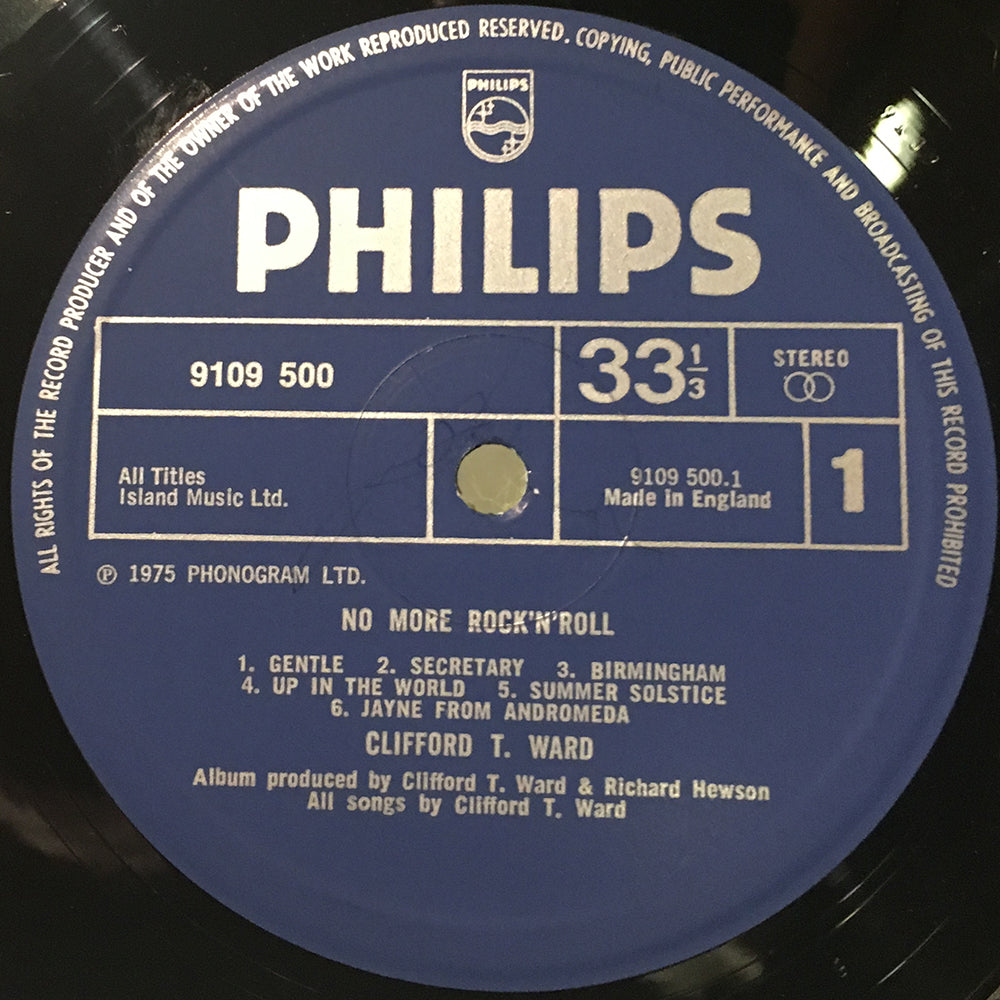 ALL RIGHTS OF THE RECORD PRODUCER AND OF THE OWNER OF THE WORK REPRODUCED RESERVED. COPYING, PUBLIC PERFORMANCE AND BROADCASTING OF THIS RECORD PROHIBITED
PHILIPS
PHILIPS
9109 500
33 1/3
STEREO
All Titles
Island Music Ltd.
9109 500.1
Made in England
1
℗ 1975 PHONOGRAM LTD.
NO MORE ROCK'N'ROLL
1. GENTLE 2. SECRETARY 3. BIRMINGHAM
4. UP IN THE WORLD 5. SUMMER SOLSTICE
6. JAYNE FROM ANDROMEDA
CLIFFORD T. WARD
Album produced by Clifford T. Ward & Richard Hewson
All songs by Clifford T. Ward